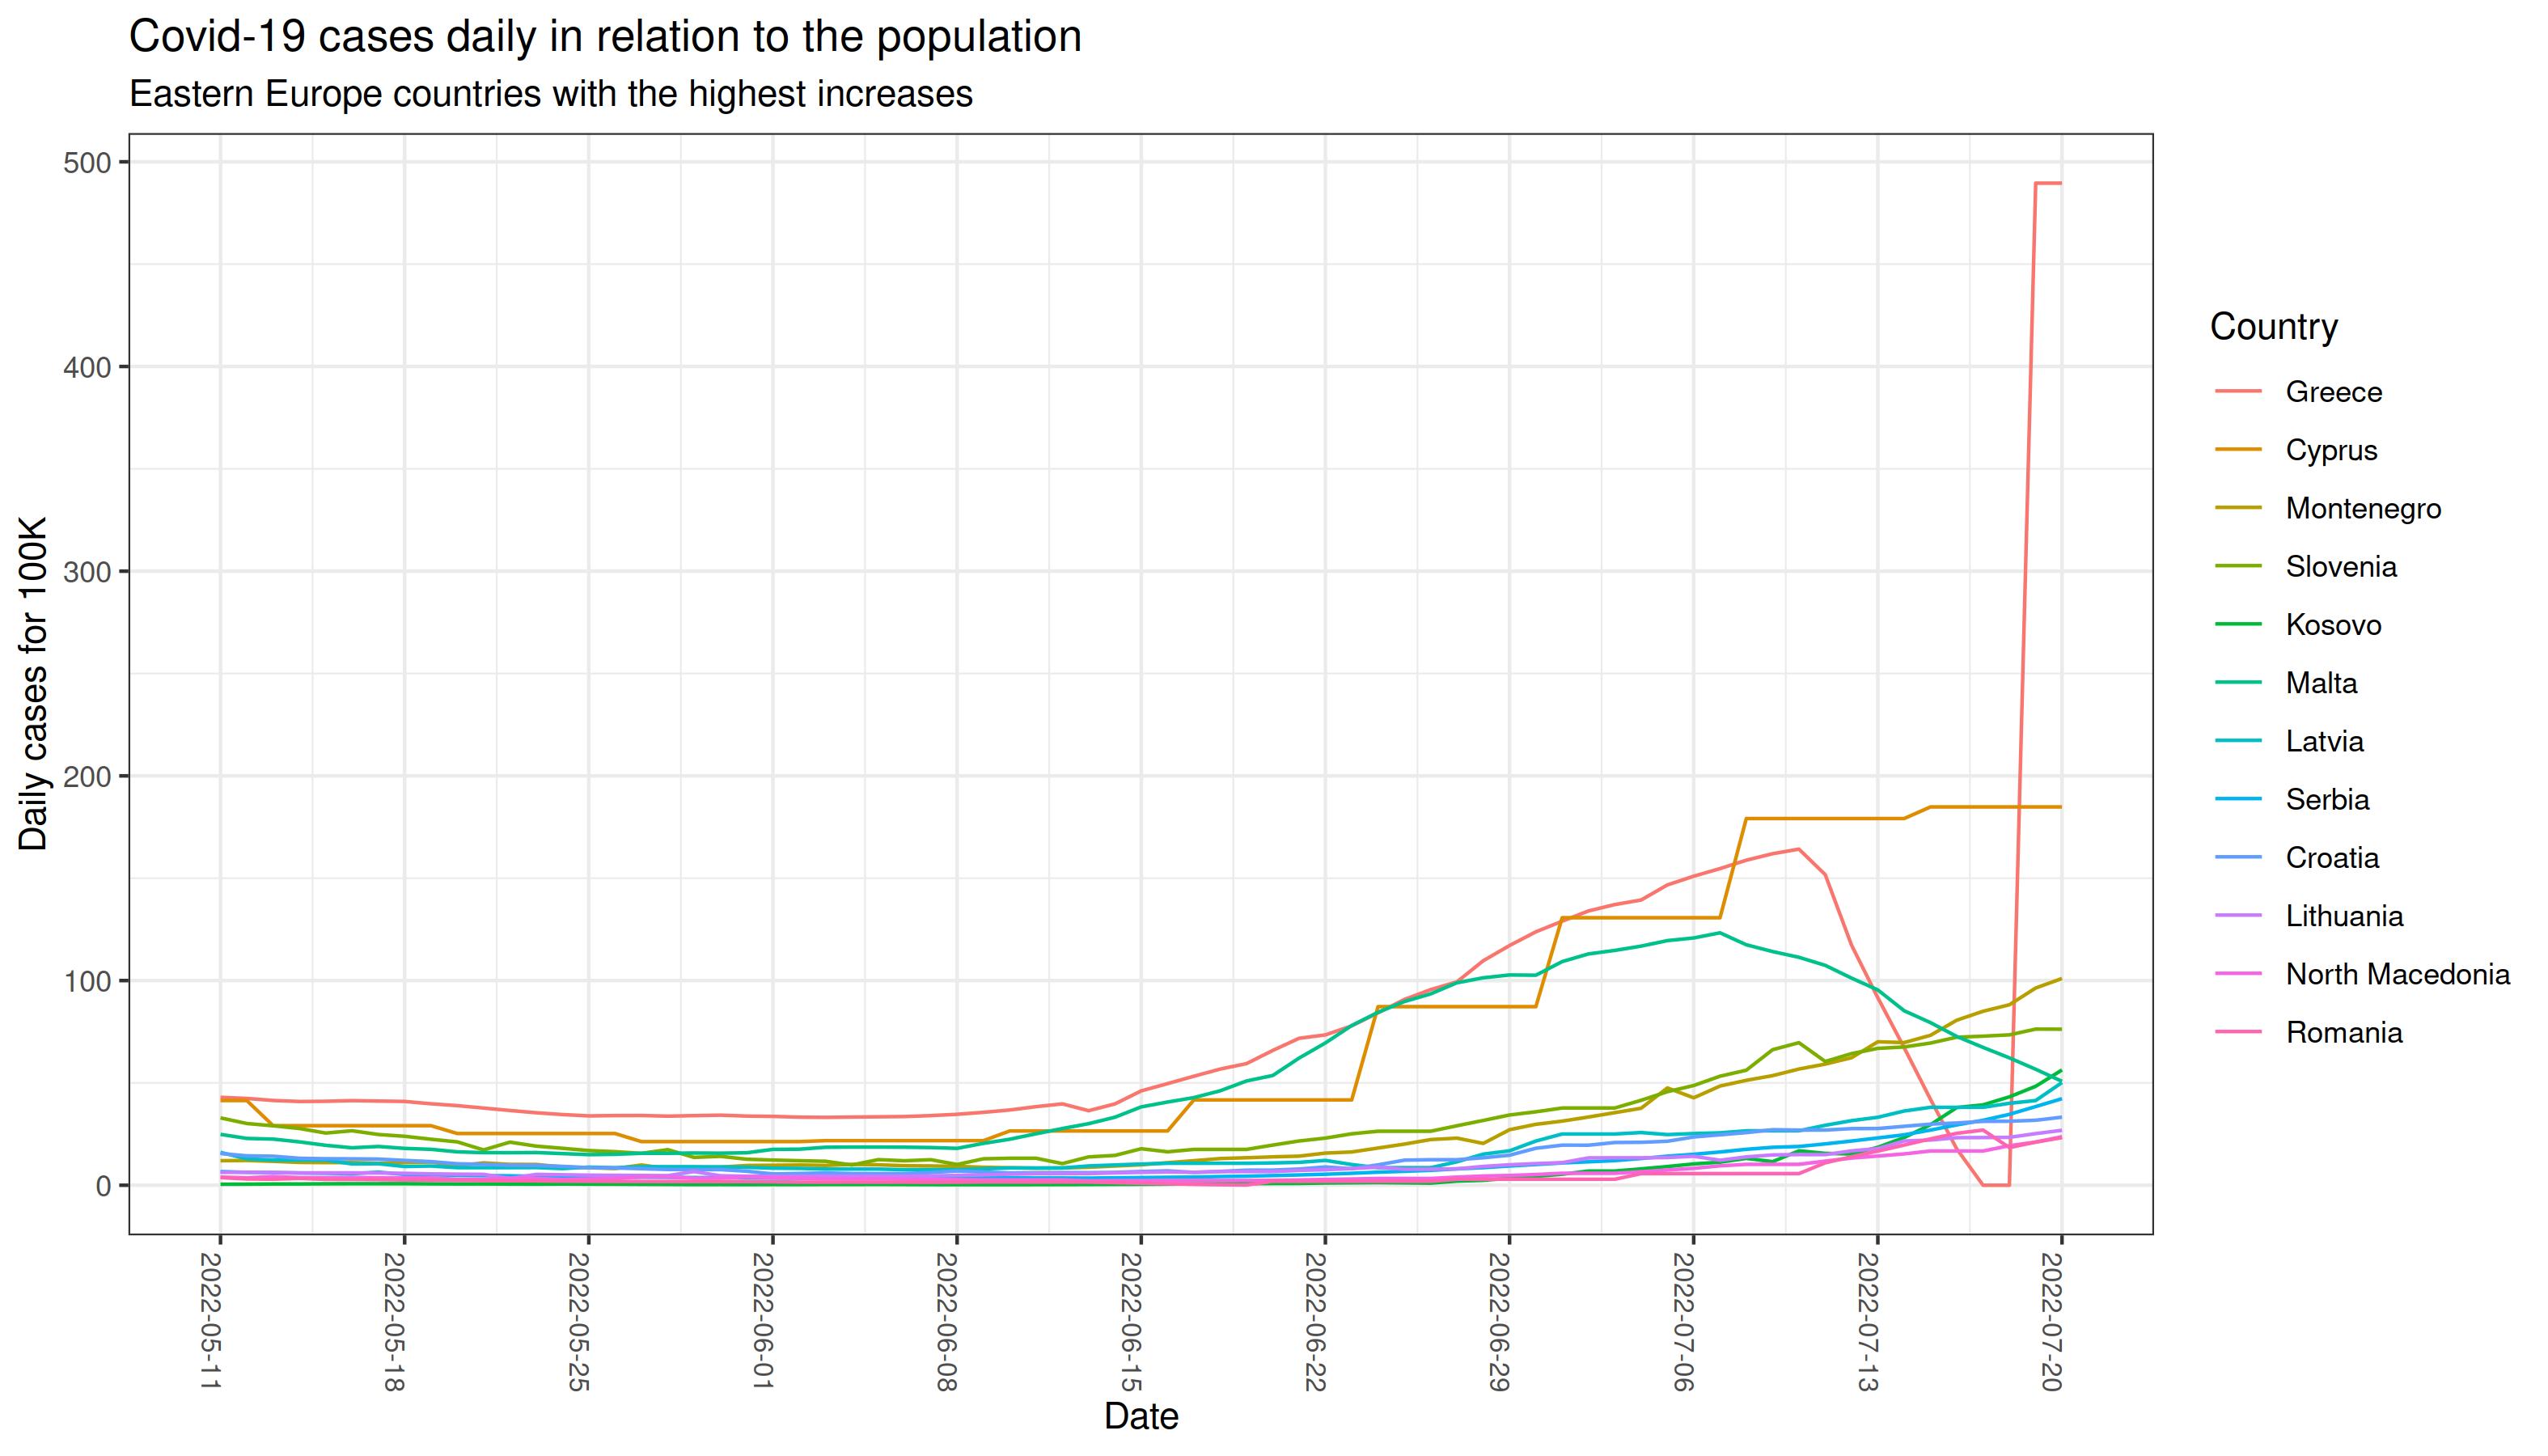 Covid-19 cases daily in relation to the population
Eastern Europe countries with the highest increases
Daily cases for 100K
500
400
300
200
100
0
2022-05-11
2022-05-18
2022-05-25
2022-06-01
2022-06-08
2022-06-15
2022-06-22
2022-06-29
2022-07-06
2022-07-13
2022-07-20
Date
Country
Greece
Cyprus
Montenegro
Slovenia
Kosovo
Malta
Latvia
Serbia
Croatia
Lithuania
North Macedonia
Romania